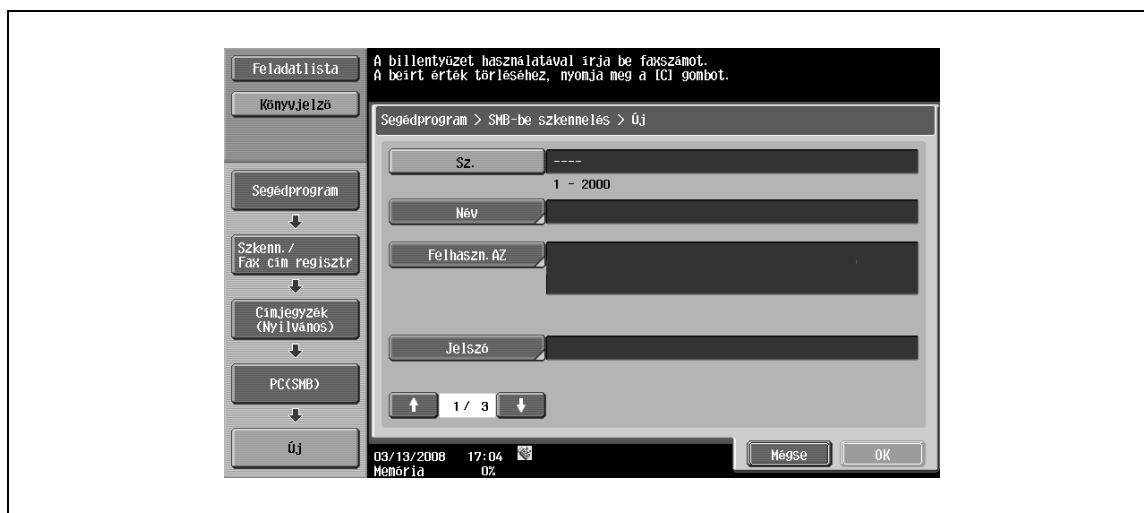 Feladatlista
Könyvjelző
A billentyűzet használatával írja be faxszámot.
A beírt érték törléséhez, nyomja meg a [C] gombot.
Segédprogram > SMB-be szkennelés > Új
Segédprogram
Szkenn./
Fax cím regisztr
Címjegyzék
(Nyilvános)
PC(SMB)
Új
Sz.
----
1 - 2000
Név
Felhaszn.AZ
Jelszó
1/ 3
03/13/2008 17:04
Memória 0%
Mégse
OK